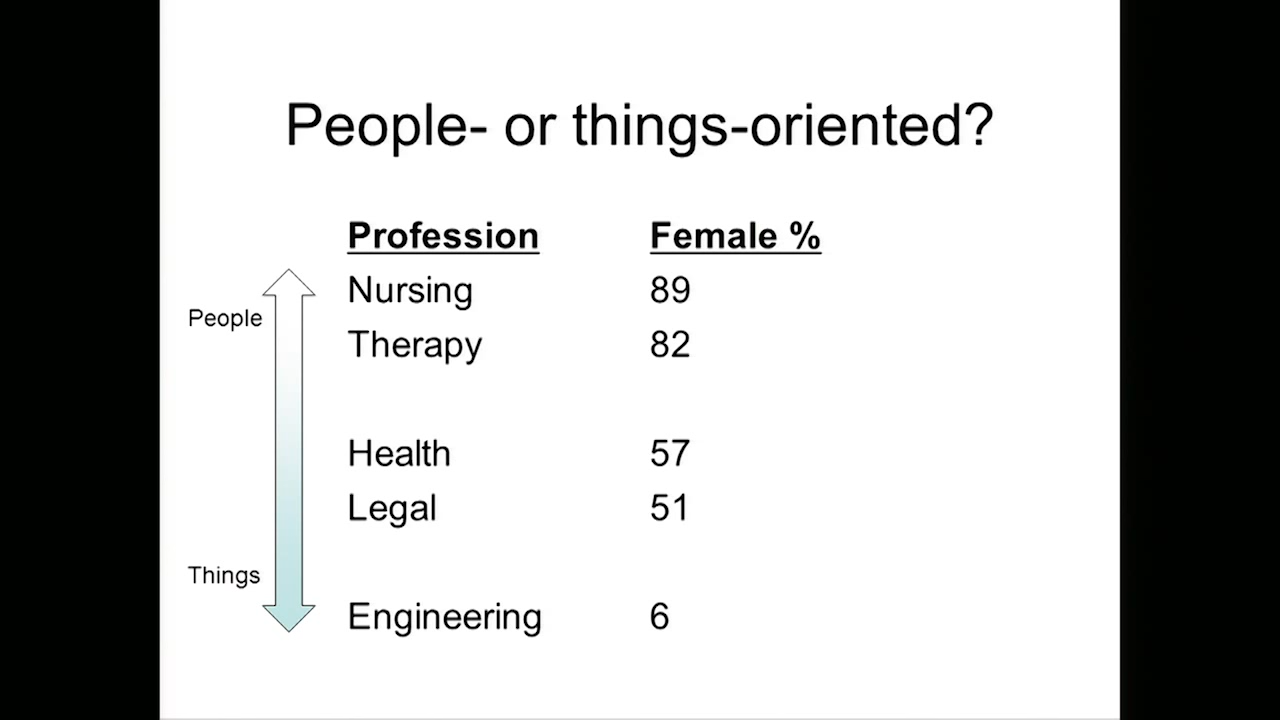 People- or things-oriented?
Profession Female %
Nursing 89
People
Therapy 82
Health 57
Legal 51
Things
Engineering 6